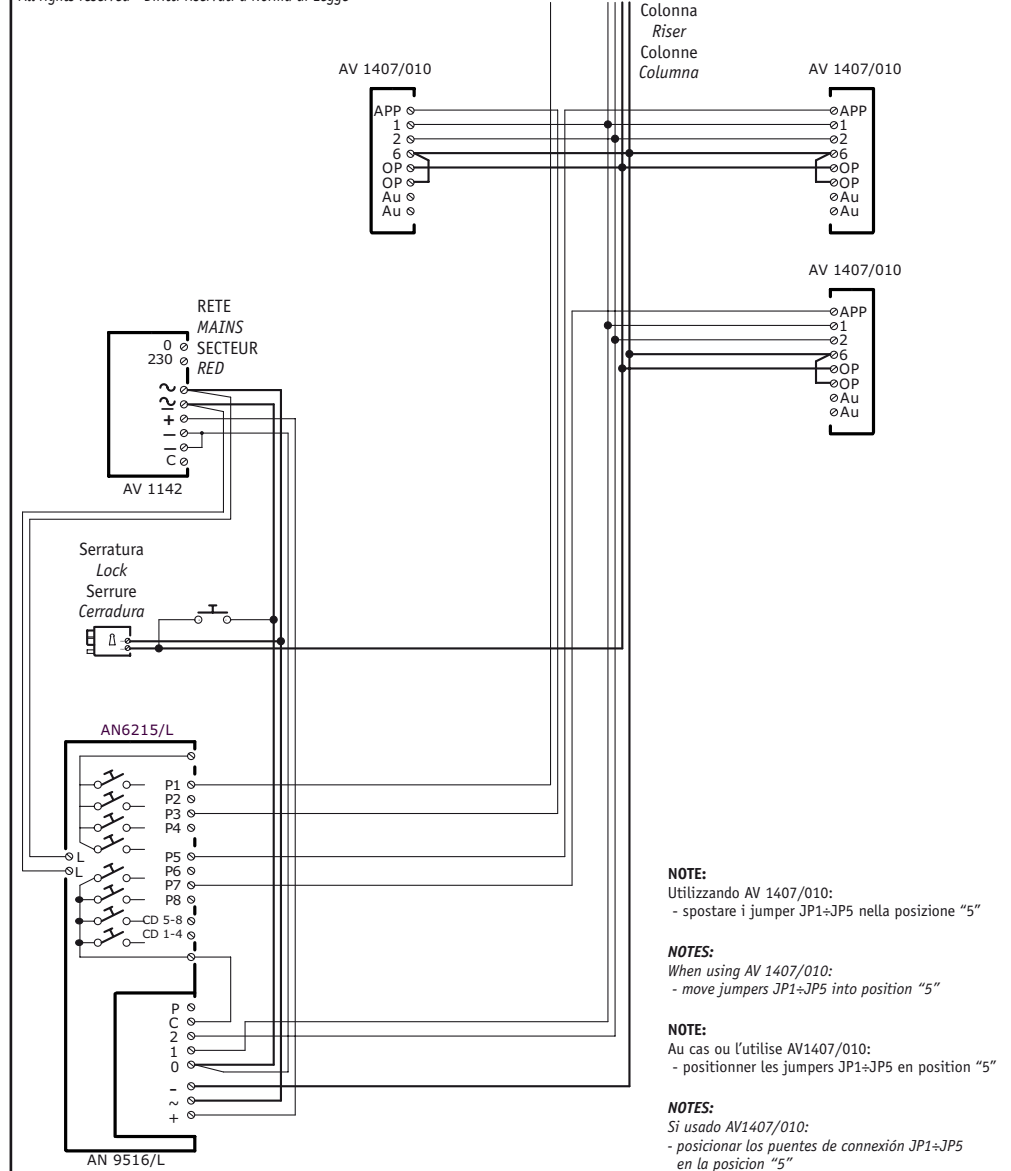 All rights reserved - Diritti Riservati a Norma di Legge
Colonna
Riser
Colonne
Columna
AV 1407/010
APP
1
2
6
OP
OP
Au
Au
AV 1407/010
APP
1
2
6
OP
OP
Au
Au
AV 1407/010
APP
1
2
6
OP
OP
Au
Au
RETE
MAINS
SECTEUR
RED
0
230
~
~
+
–
–
C
AV 1142
Serratura
Lock
Serrure
Cerradura
AN6215/L
P1
P2
P3
P4
L
P5
L
P6
P7
P8
CD 5-8
CD 1-4
P
C
2
1
0
-
~
+
AN 9516/L
NOTE:
Utilizzando AV 1407/010:
- spostare i jumper JP1÷JP5 nella posizione “5”
NOTES:
When using AV 1407/010:
- move jumpers JP1÷JP5 into position “5”
NOTE:
Au cas ou l’utilise AV1407/010:
- positionner les jumpers JP1÷JP5 en position “5”
NOTES:
Si usado AV1407/010:
- posicionar los puentes de connexión JP1÷JP5
en la posicion “5”